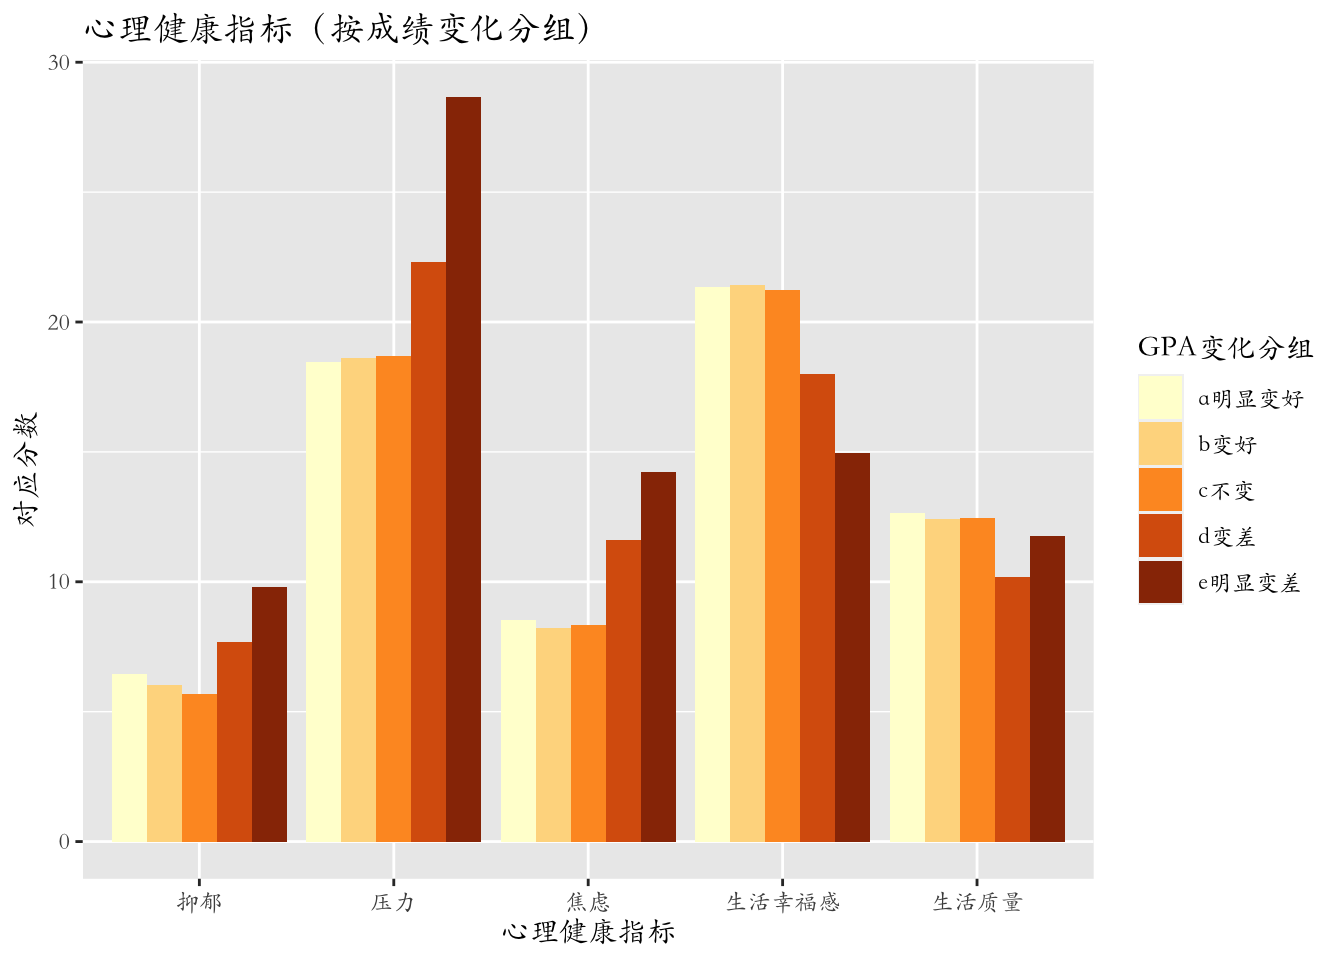 心理健康指标（按成绩变化分组）
对应分数
30
20
10
0
抑郁
压力
焦虑
生活幸福感
生活质量
心理健康指标
GPA变化分组
a明显变好
b变好
c不变
d变差
e明显变差